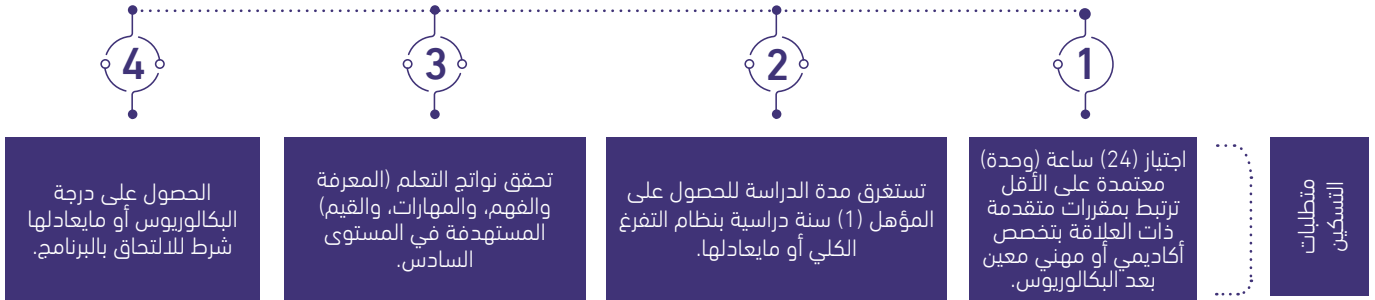 متطلبات
التسكين
1
اجتياز (24) ساعة (وحدة)
معتمدة على الأقل
ترتبط بمقررات متقدمة
ذات العلاقة بتخصص
أكاديمي أو مهني معين
بعد البكالوريوس.
2
تستغرق مدة الدراسة للحصول على
المؤهل (1) سنة دراسية بنظام التفرغ
الكلي أو مايعادلها.
3
تحقق نواتج التعلم (المعرفة
والفهم، والمهارات، والقيم)
المستهدفة في المستوى
السادس.
4
الحصول على درجة
البكالوريوس أو مايعادلها
شرط للالتحاق بالبرنامج.